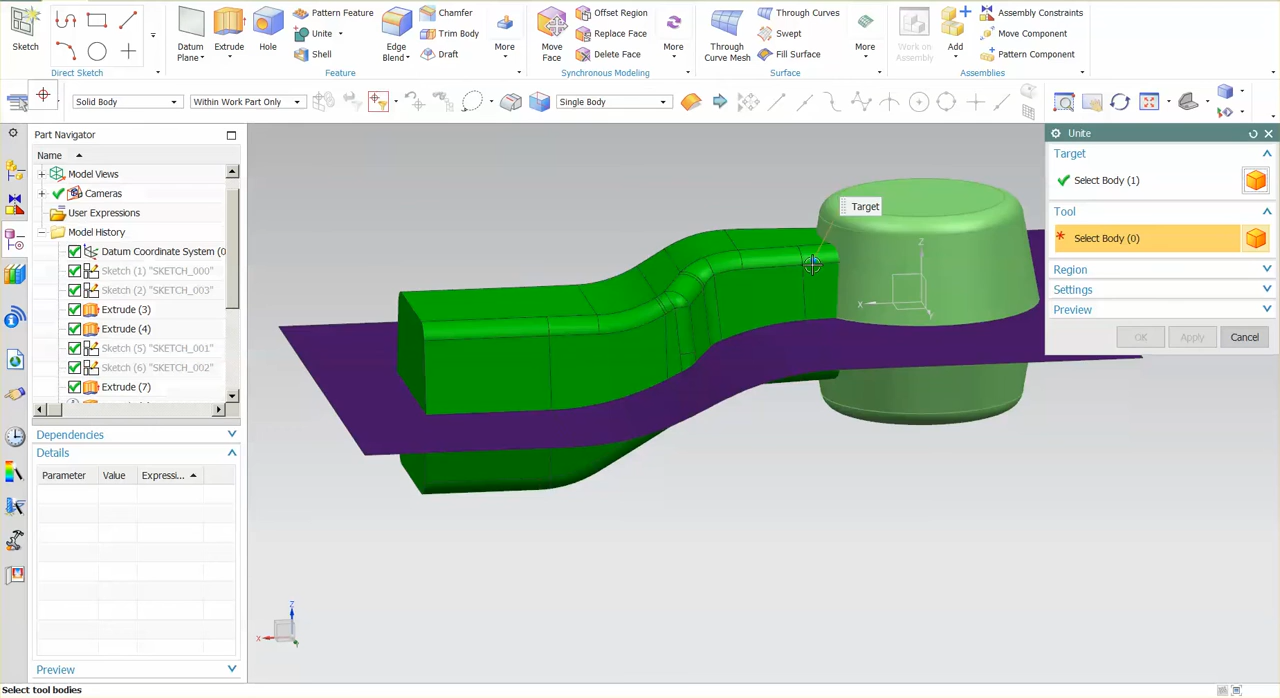 Sketch
Direct Sketch
Datum
Plane
Extrude
Hole
Pattern Feature
Unite
Shell
Edge
Blend
Chamfer
Trim Body
Draft
More
Feature
Move
Face
Offset Region
Replace Face
Delete Face
More
Synchronous Modeling
Through
Curve Mesh
Through Curves
Swept
Fill Surface
More
Surface
Work on
Assembly
Add
Assembly Constraints
Move Component
Pattern Component
Assemblies
Solid Body
Within Work Part Only
Single Body
Part Navigator
Name
Model Views
Cameras
User Expressions
Model History
Datum Coordinate System (0
Sketch (1) "SKETCH_000"
Sketch (2) "SKETCH_003"
Extrude (3)
Extrude (4)
Sketch (5) "SKETCH_001"
Sketch (6) "SKETCH_002"
Extrude (7)
Dependencies
Details
Parameter Value Expressi...
Preview
Select tool bodies
Target
Z
X
Y
Z
X
Unite
Target
Select Body (1)
Tool
* Select Body (0)
Region
Settings
Preview
OK Apply Cancel